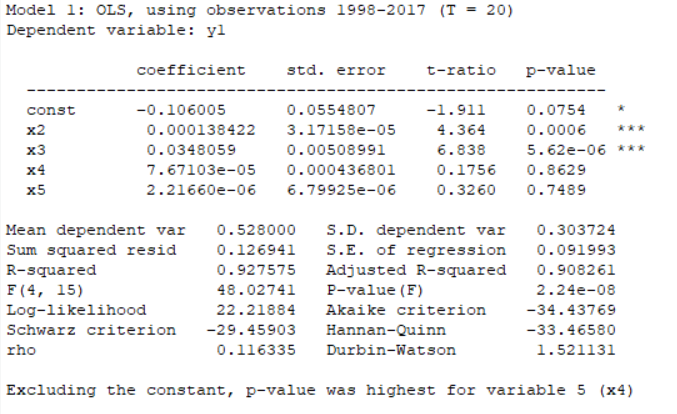 Model 1: OLS, using observations 1998-2017 (T = 20)
Dependent variable: y1
coefficient std. error t-ratio p-value
---------------------------------------------------------
const -0.106005 0.0554807 -1.911 0.0754 *
x2 0.000138422 3.17158e-05 4.364 0.0006 ***
x3 0.0348059 0.00508991 6.838 5.62e-06 ***
x4 7.67103e-05 0.000436801 0.1756 0.8629
x5 2.21660e-06 6.79925e-06 0.3260 0.7489
Mean dependent var 0.528000 S.D. dependent var 0.303724
Sum squared resid 0.126941 S.E. of regression 0.091993
R-squared 0.927575 Adjusted R-squared 0.908261
F(4, 15) 48.02741 P-value(F) 2.24e-08
Log-likelihood 22.21884 Akaike criterion -34.43769
Schwarz criterion -29.45903 Hannan-Quinn -33.46580
rho 0.116335 Durbin-Watson 1.521131
Excluding the constant, p-value was highest for variable 5 (x4)